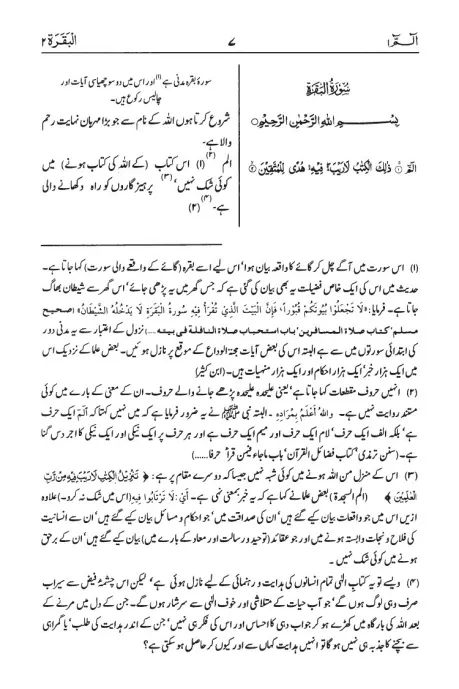 البقرة ٢
٧
الٓمّٓ ١
سورۂ بقرہ مدنی ہے (۱) اور اس میں دو سو چھیاسی آیات اور
چالیس رکوع ہیں۔
شروع کرتا ہوں اللہ کے نام سے جو بڑا مہربان نہایت رحم
والا ہے۔
الم (۲) (۱) اس کتاب (کے اللہ کی کتاب ہونے) میں
کوئی شک نہیں (۳)، پرہیزگاروں کو راہ دکھانے والی
ہے۔ (۴) (۲)
سُوْرَةُ الْبَقَرَةِ
بِسْــــمِ اللهِ الرَّحْمٰنِ الرَّحِيْمِ ○
الٓمّٓ ۚ ۱ ذٰلِكَ الْكِتٰبُ لَا رَيْبَ ۛ فِيْهِ ۛ هُدًى لِّلْمُتَّقِيْنَ ۙ ۲
(۱) اس سورت میں آگے چل کر گائے کا واقعہ بیان ہوا، اس لیے اسے بقرہ (گائے کے واقعے والی سورت) کہا جاتا ہے۔
حدیث میں اس کی ایک خاص فضیلت یہ بھی بیان کی گئی ہے کہ جس گھر میں یہ پڑھی جائے، اس سے شیطان بھاگ
جاتا ہے۔ فرمایا: «لَا تَجْعَلُوا بُيُوتَكُمْ قُبُورًا، فَإِنَّ الْبَيْتَ الَّذِي تُقْرَأُ فِيهِ سُورَةُ الْبَقَرَةِ لَا يَدْخُلُهُ الشَّيْطَانُ» (صحیح
مسلم، کتاب صلاة المسافرین، باب استحباب صلاة النافلة فی بیته ....) نزول کے اعتبار سے یہ مدنی دور
کی ابتدائی سورتوں میں سے ہے البتہ اس کی بعض آیات حجۃ الوداع کے موقع پر نازل ہوئیں۔ بعض علما کے نزدیک اس
میں ایک ہزار خبر، ایک ہزار احکام اور ایک ہزار منہیات ہیں۔ (ابن کثیر)
(۲) انہیں حروف مقطعات کہا جاتا ہے، یعنی علیحدہ علیحدہ پڑھے جانے والے حروف۔ ان کے معنی کے بارے میں کوئی
مستند روایت نہیں ہے۔ واللهُ أَعْلَمُ بِمُرَادِهِ ۔ البتہ نبی ﷺ نے یہ ضرور فرمایا ہے کہ میں نہیں کہتا کہ الٓمٓ ایک حرف
ہے، بلکہ الف ایک حرف، لام ایک حرف اور میم ایک حرف ہے اور ہر حرف پر ایک نیکی اور ایک نیکی کا اجر دس گنا
ہے۔ (سنن ترمذی، کتاب فضائل القرآن، باب ماجاء فیمن قرأ حرفا......)
(۳) اس کے منزل من اللہ ہونے میں کوئی شبہ نہیں جیسا کہ دوسرے مقام پر ہے: ﴿ تَنْزِيْلُ الْكِتٰبِ لَا رَيْبَ فِيْهِ مِنْ رَّبِّ
الْعٰلَمِيْنَ ﴾ (الم السجدة) بعض علما نے کہا ہے کہ یہ خبر بمعنی نہی ہے۔ أَيْ: لَا تَرْتَابُوا فِيهِ (اس میں شک نہ کرو) علاوہ
ازیں اس میں جو واقعات بیان کیے گئے ہیں، ان کی صداقت میں، جو احکام و مسائل بیان کیے گئے ہیں، ان سے انسانیت
کی فلاح و نجات وابستہ ہونے میں اور جو عقائد (توحید و رسالت اور معاد کے بارے میں) بیان کیے گئے ہیں، ان کے برحق
ہونے میں کوئی شک نہیں۔
(۴) ویسے تو یہ کتاب الٰہی تمام انسانوں کی ہدایت و رہنمائی کے لیے نازل ہوئی ہے، لیکن اس چشمۂ فیض سے سیراب
صرف وہی لوگ ہوں گے، جو آب حیات کے متلاشی اور خوف الٰہی سے سرشار ہوں گے۔ جن کے دل میں مرنے کے
بعد اللہ کی بارگاہ میں کھڑے ہو کر جواب دہی کا احساس اور اس کی فکر ہی نہیں، جن کے اندر ہدایت کی طلب، یا گمراہی
سے بچنے کا جذبہ ہی نہیں ہو گا تو انہیں ہدایت کہاں سے اور کیوں کر حاصل ہو سکتی ہے؟